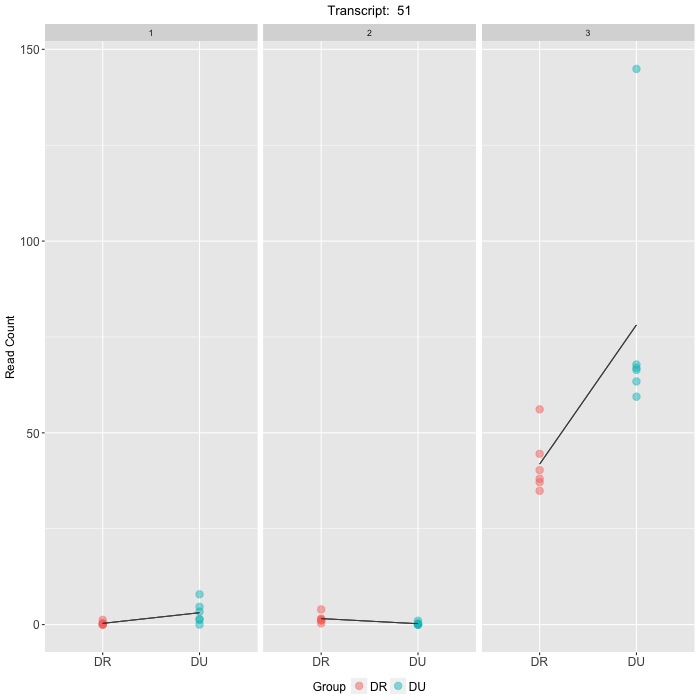 Transcript: 51
1 2 3
150
100
50
0
Read Count
DR DU DR DU DR DU
Group DR DU